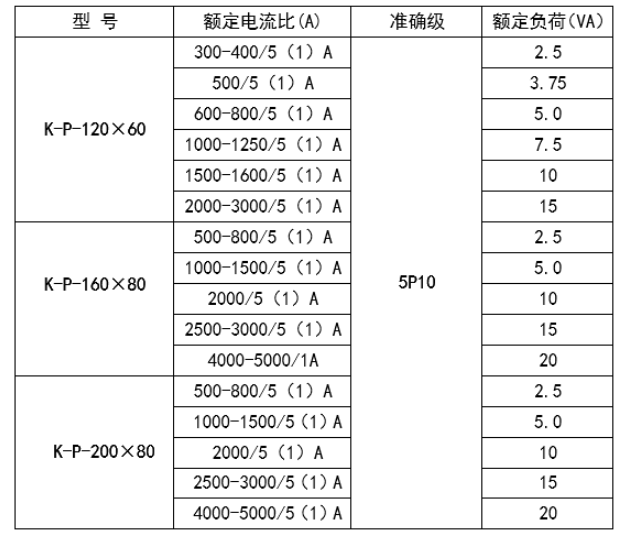 型 号 额定电流比(A) 准确级 额定负荷(VA)
K-P-120×60 300-400/5 (1) A 5P10 2.5
500/5 (1) A 3.75
600-800/5 (1) A 5.0
1000-1250/5 (1) A 7.5
1500-1600/5 (1) A 10
2000-3000/5 (1) A 15
K-P-160×80 500-800/5 (1) A 2.5
1000-1500/5 (1) A 5.0
2000/5 (1) A 10
2500-3000/5 (1) A 15
4000-5000/1A 20
K-P-200×80 500-800/5 (1) A 2.5
1000-1500/5(1)A 5.0
2000/5 (1) A 10
2500-3000/5(1)A 15
4000-5000/5(1)A 20